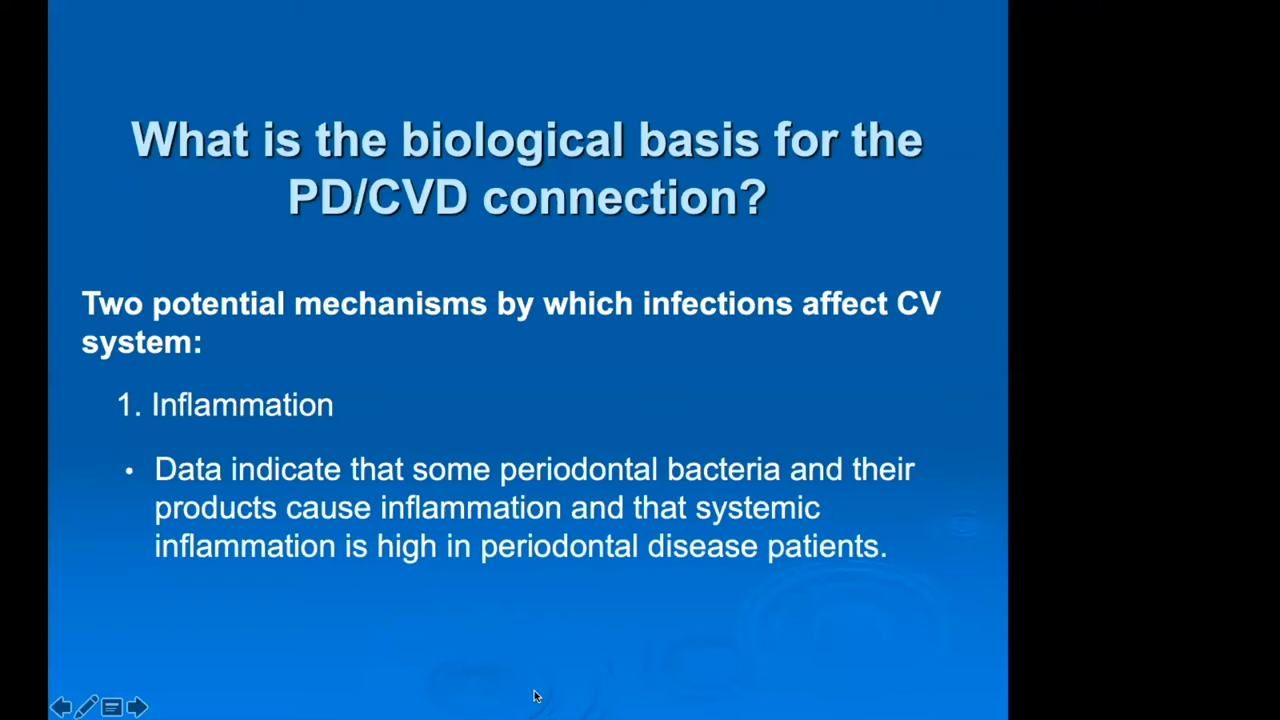 What is the biological basis for the
PD/CVD connection?
Two potential mechanisms by which infections affect CV
system:
1. Inflammation
• Data indicate that some periodontal bacteria and their
products cause inflammation and that systemic
inflammation is high in periodontal disease patients.